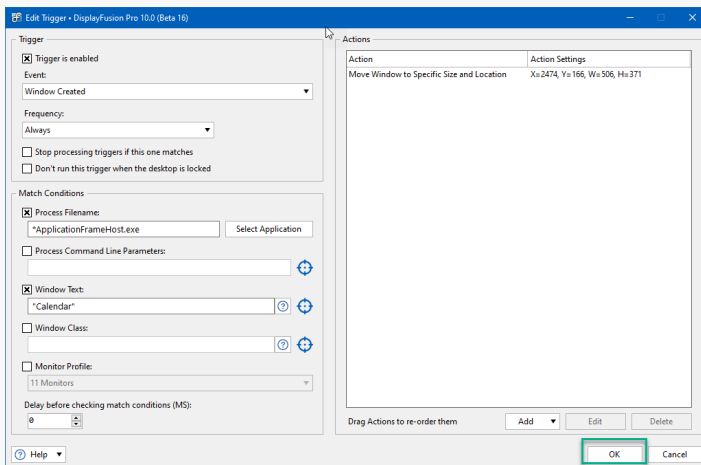 Edit Trigger • DisplayFusion Pro 10.0 (Beta 16)
Trigger
Trigger is enabled
Event:
Window Created
Frequency:
Always
Stop processing triggers if this one matches
Don't run this trigger when the desktop is locked
Match Conditions
Process Filename:
*ApplicationFrameHost.exe
Select Application
Process Command Line Parameters:
Window Text:
"Calendar"
Window Class:
Monitor Profile:
11 Monitors
Delay before checking match conditions (MS):
0
Help
Actions
Action Action Settings
Move Window to Specific Size and Location X=2474, Y=166, W=506, H=371
Drag Actions to re-order them Add Edit Delete
OK Cancel